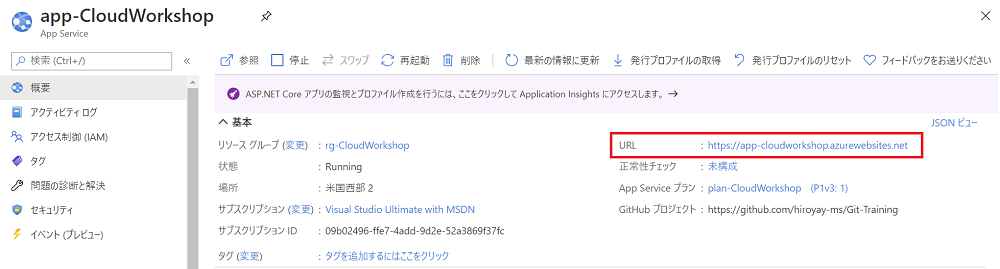 app-CloudWorkshop
App Service
検索 (Ctrl+/)
概要
アクティビティ ログ
アクセス制御 (IAM)
タグ
問題の診断と解決
セキュリティ
イベント (プレビュー)
参照 停止 スワップ 再起動 削除 最新の情報に更新 発行プロファイルの取得 発行プロファイルのリセット フィードバックをお送りください
ASP.NET Core アプリの監視とプロファイル作成を行うには、ここをクリックして Application Insights にアクセスします。 →
基本
JSON ビュー
リソース グループ (変更) : rg-CloudWorkshop
状態 : Running
場所 : 米国西部 2
サブスクリプション (変更) : Visual Studio Ultimate with MSDN
サブスクリプション ID : 09b02496-ffe7-4add-9d2e-52a3869f37fc
タグ (変更) : タグを追加するにはここをクリック
URL : https://app-cloudworkshop.azurewebsites.net
正常性チェック : 未構成
App Service プラン : plan-CloudWorkshop (P1v3: 1)
GitHub プロジェクト : https://github.com/hiroyay-ms/Git-Training